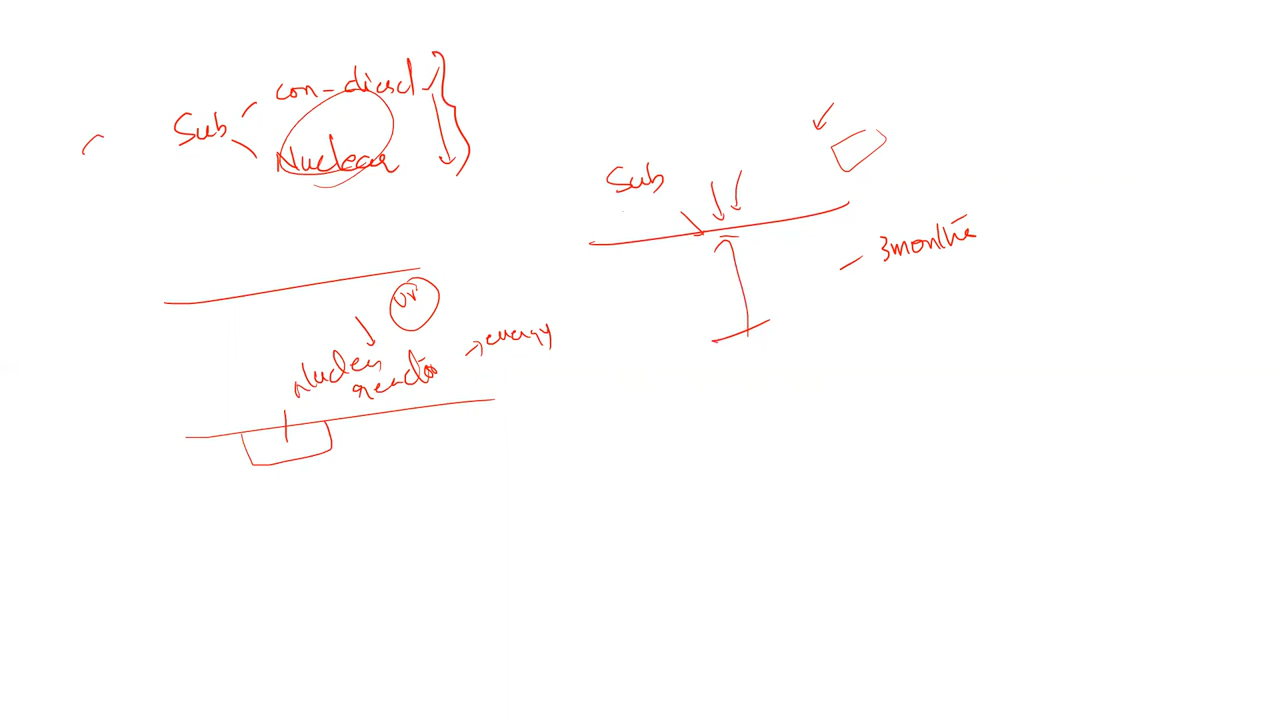 con-diesel
Sub
Nuclear
Sub
3months
Ur
Nuclear
reactor → energy